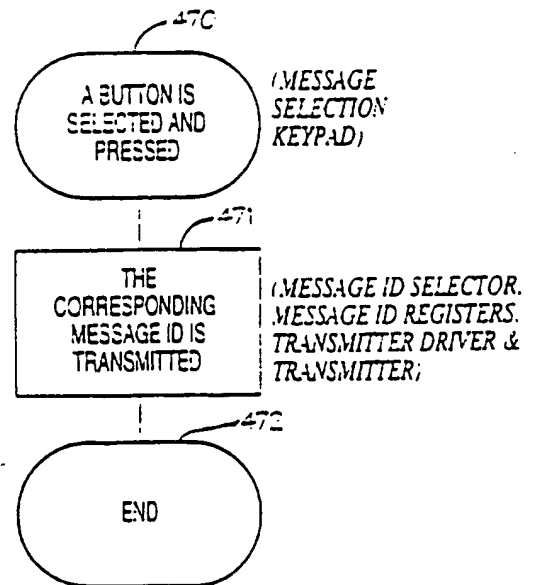 470
A BUTTON IS
SELECTED AND
PRESSED
(MESSAGE
SELECTION
KEYPAD)
471
THE
CORRESPONDING
MESSAGE ID IS
TRANSMITTED
(MESSAGE ID SELECTOR.
MESSAGE ID REGISTERS.
TRANSMITTER DRIVER &
TRANSMITTER)
472
END